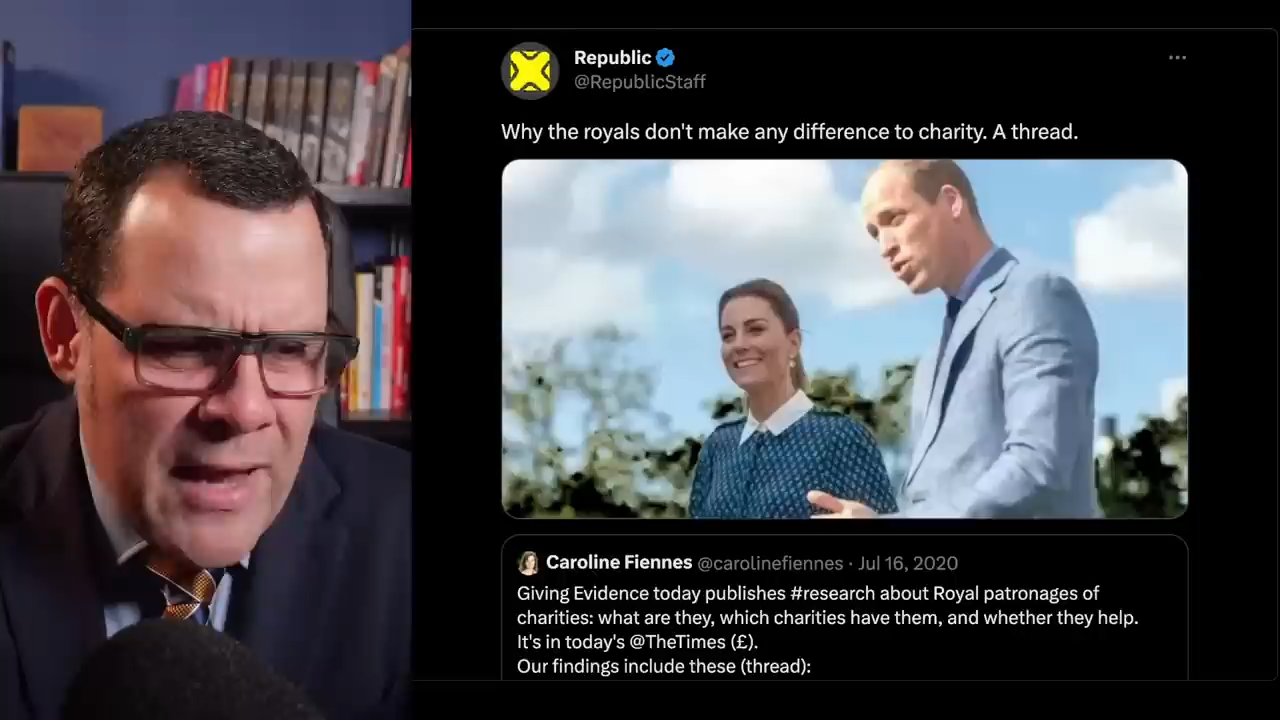 Republic
@RepublicStaff
Why the royals don't make any difference to charity. A thread.
Caroline Fiennes @carolinefiennes · Jul 16, 2020
Giving Evidence today publishes #research about Royal patronages of
charities: what are they, which charities have them, and whether they help.
It's in today's @TheTimes (£).
Our findings include these (thread):